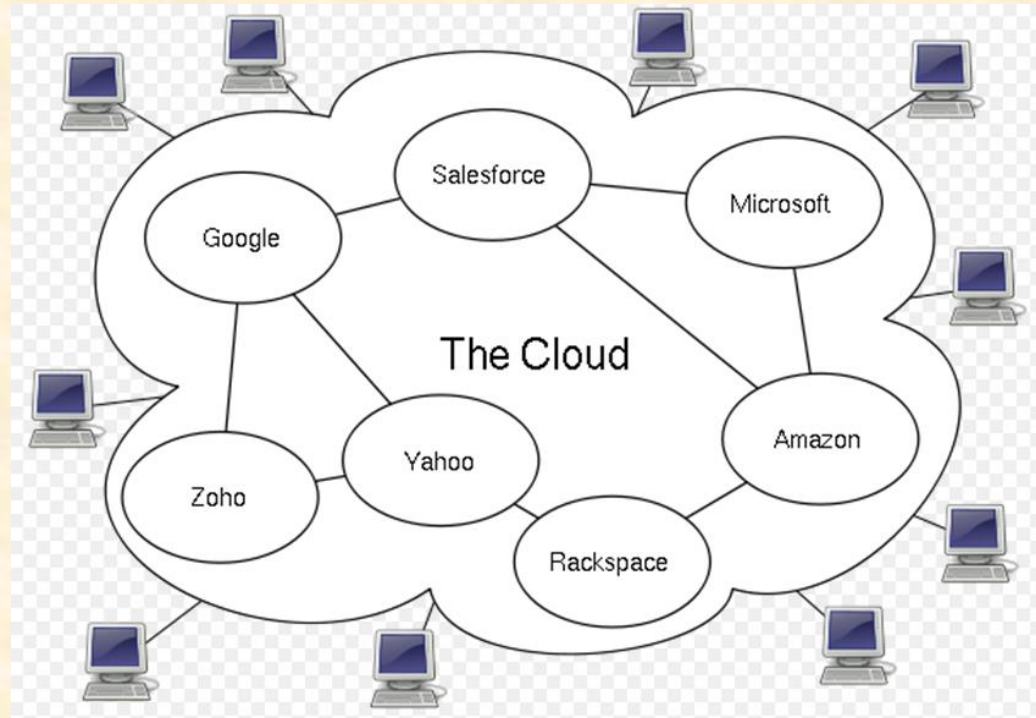 Salesforce
Microsoft
Google
The Cloud
Amazon
Yahoo
Zoho
Rackspace